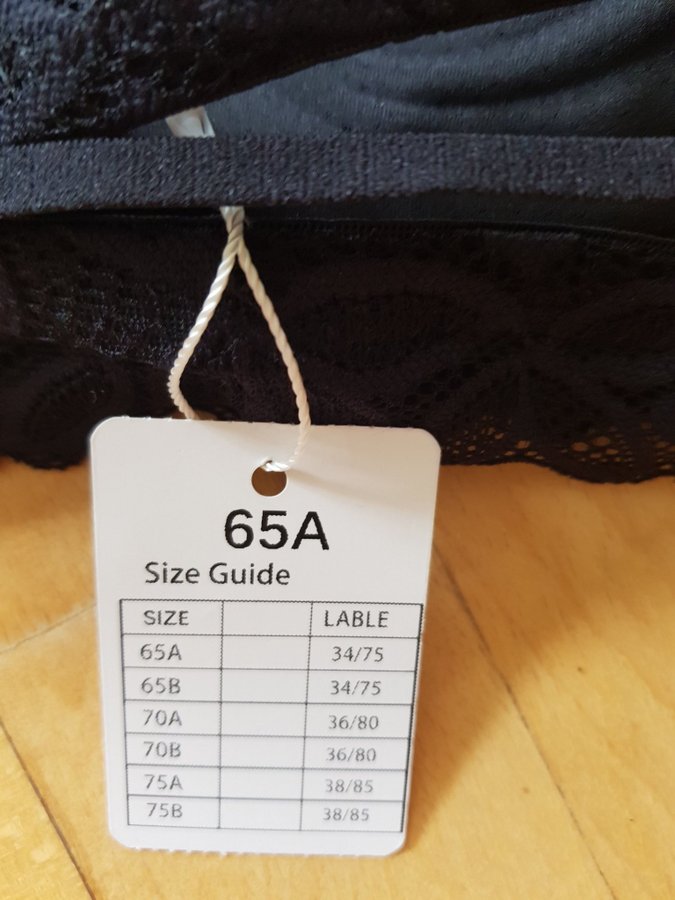 65A
Size Guide
SIZE LABLE
65A 34/75
65B 34/75
70A 36/80
70B 36/80
75A 38/85
75B 38/85